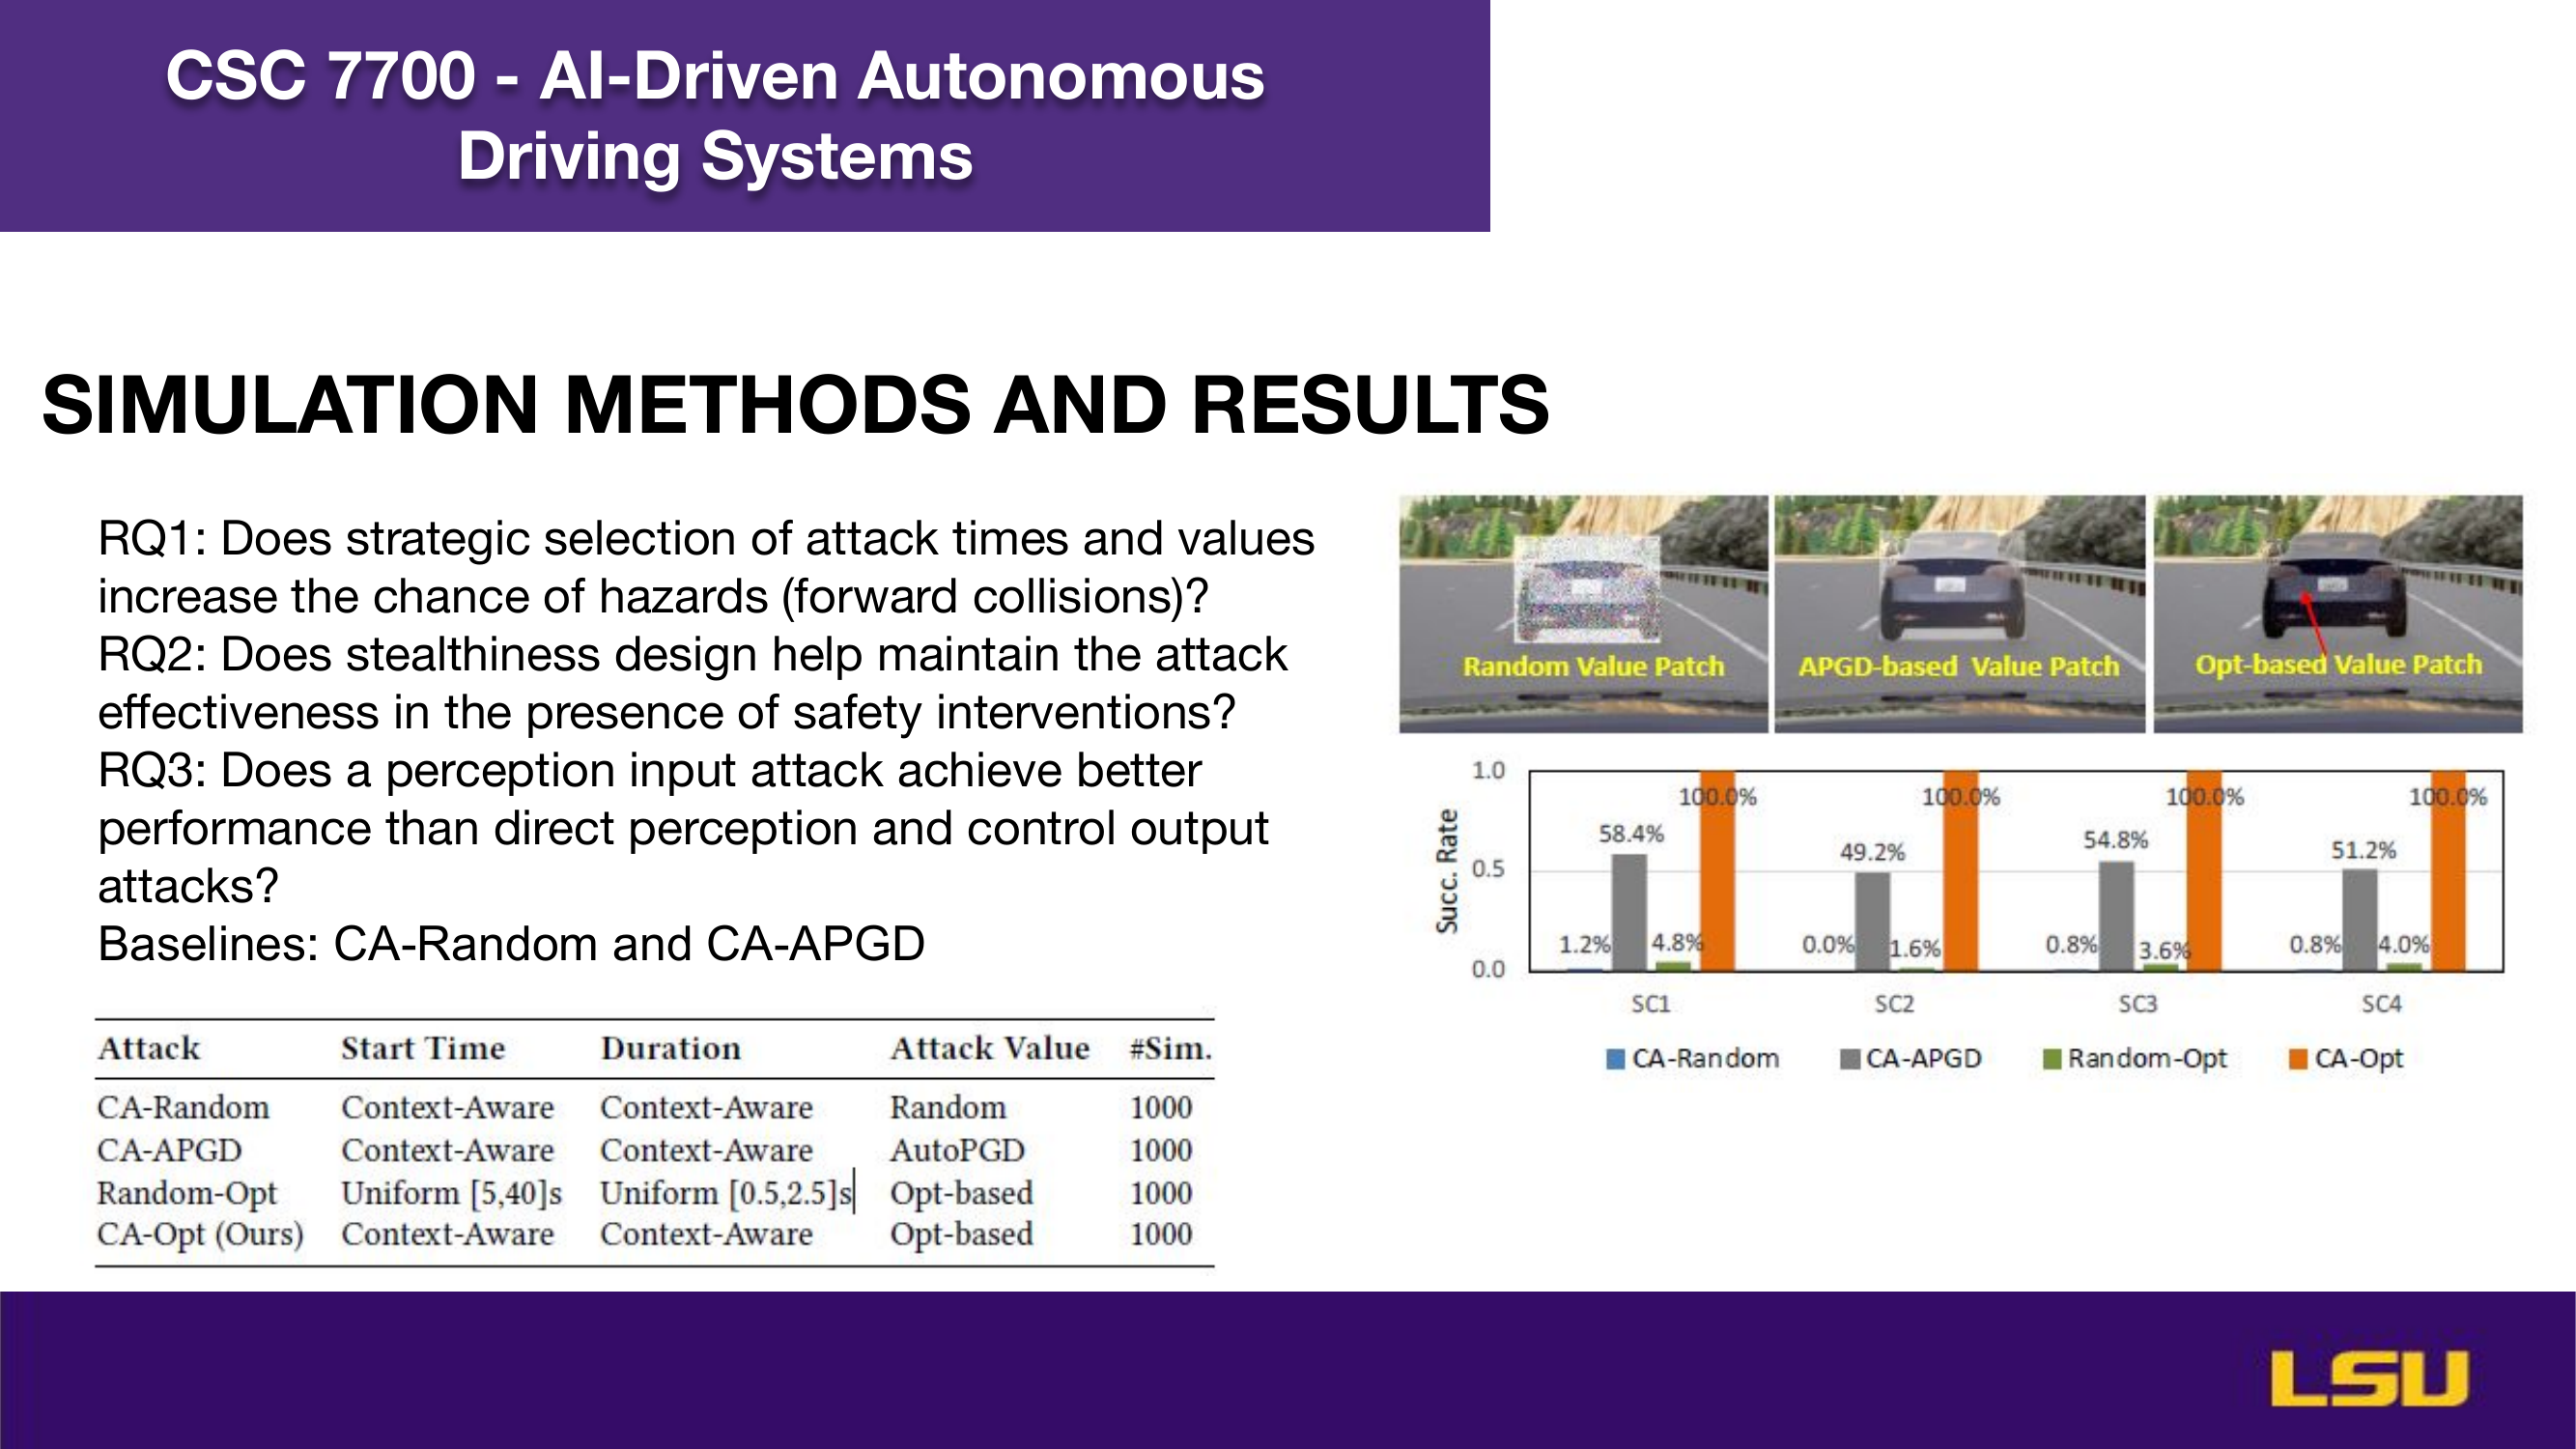 CSC 7700 - AI-Driven Autonomous
Driving Systems
SIMULATION METHODS AND RESULTS
RQ1: Does strategic selection of attack times and values
increase the chance of hazards (forward collisions)?
RQ2: Does stealthiness design help maintain the attack
effectiveness in the presence of safety interventions?
RQ3: Does a perception input attack achieve better
performance than direct perception and control output
attacks?
Baselines: CA-Random and CA-APGD
Attack Start Time Duration Attack Value #Sim.
CA-Random Context-Aware Context-Aware Random 1000
CA-APGD Context-Aware Context-Aware AutoPGD 1000
Random-Opt Uniform [5,40]s Uniform [0.5,2.5]s Opt-based 1000
CA-Opt (Ours) Context-Aware Context-Aware Opt-based 1000
Random Value Patch APGD-based Value Patch Opt-based Value Patch
Succ. Rate
1.0
100.0% 100.0% 100.0% 100.0%
58.4% 49.2% 54.8% 51.2%
0.5
1.2% 4.8% 0.0% 1.6% 0.8% 3.6% 0.8% 4.0%
0.0
SC1 SC2 SC3 SC4
CA-Random CA-APGD Random-Opt CA-Opt
LSU